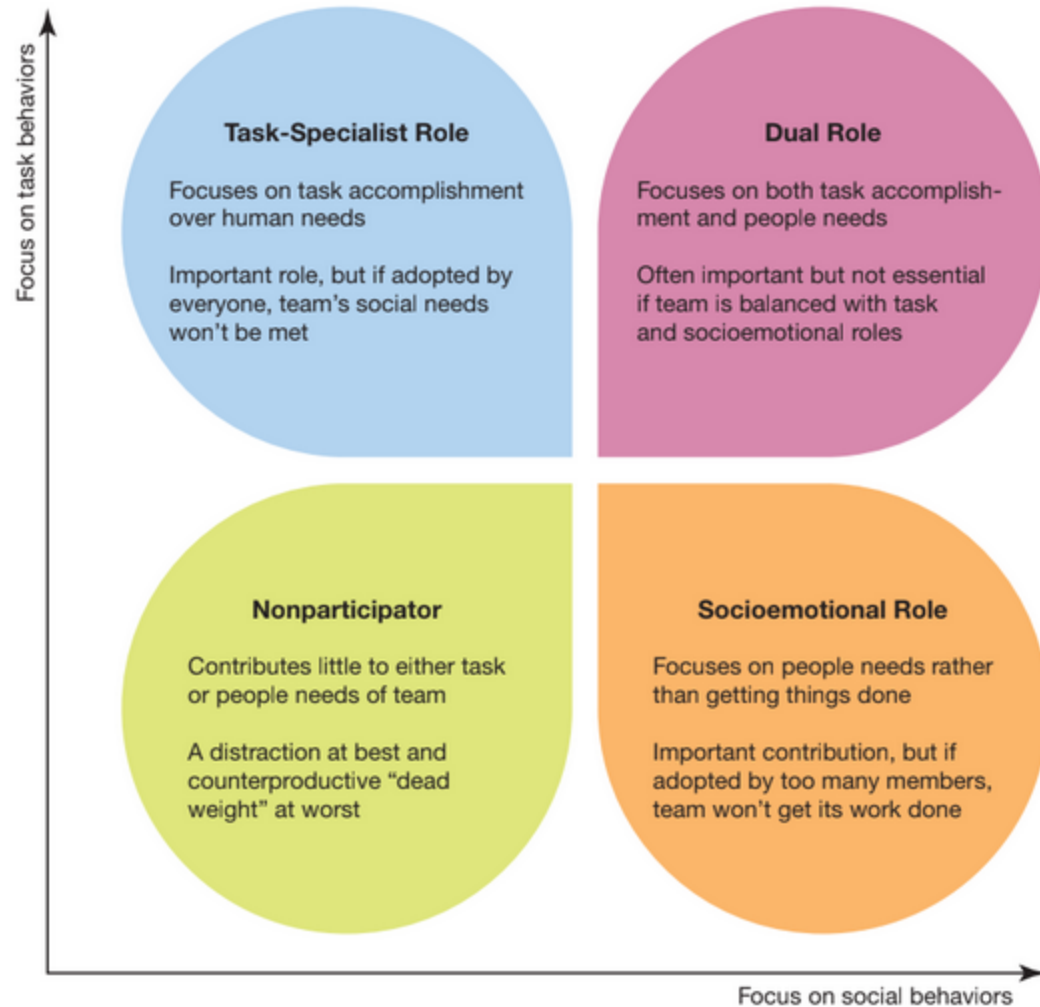 Focus on task behaviors
Task-Specialist Role
Focuses on task accomplishment
over human needs
Important role, but if adopted by
everyone, team’s social needs
won’t be met
Dual Role
Focuses on both task accomplish-
ment and people needs
Often important but not essential
if team is balanced with task
and socioemotional roles
Nonparticipator
Contributes little to either task
or people needs of team
A distraction at best and
counterproductive “dead
weight” at worst
Socioemotional Role
Focuses on people needs rather
than getting things done
Important contribution, but if
adopted by too many members,
team won’t get its work done
Focus on social behaviors